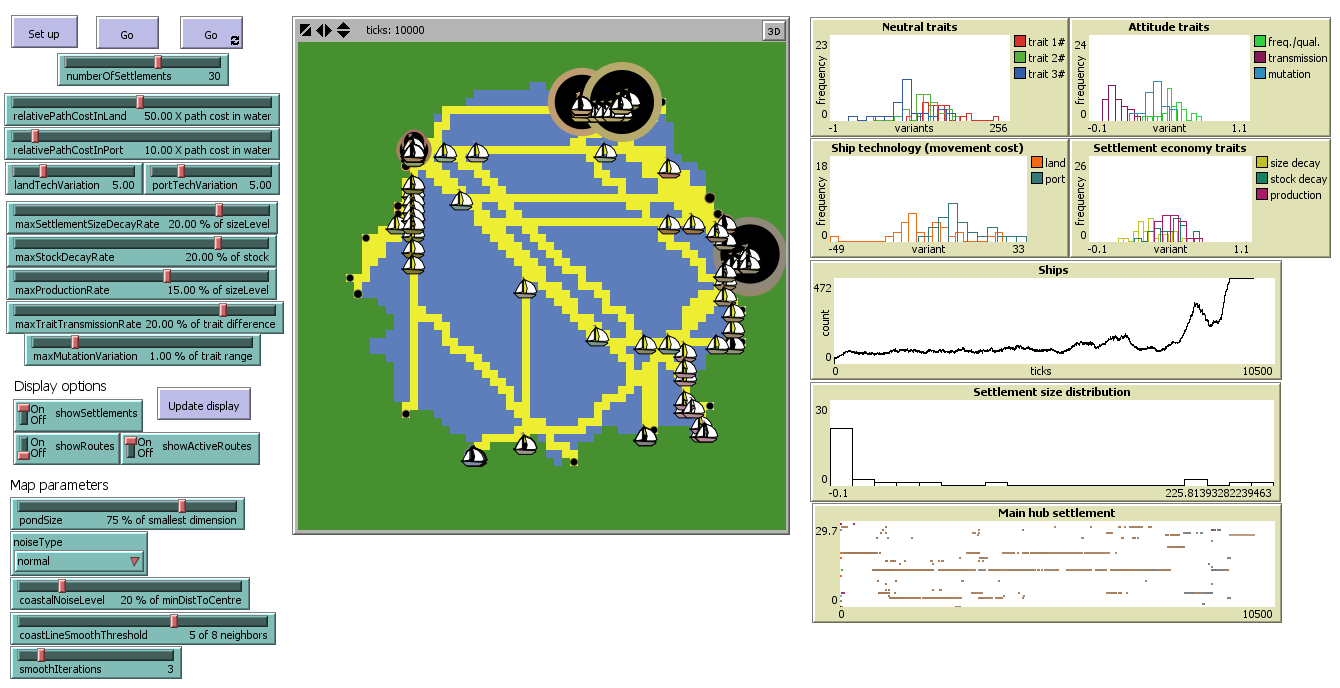 Set up
Go
Go
numberOfSettlements 30
relativePathCostInLand 50.00 X path cost in water
relativePathCostInPort 10.00 X path cost in water
landTechVariation 5.00
portTechVariation 5.00
maxSettlementSizeDecayRate 20.00 % of sizeLevel
maxStockDecayRate 20.00 % of stock
maxProductionRate 15.00 % of sizeLevel
maxTraitTransmissionRate 20.00 % of trait difference
maxMutationVariation 1.00 % of trait range
Display options
On
Off
showSettlements
Update display
On
Off
showRoutes
On
Off
showActiveRoutes
Map parameters
pondSize 75 % of smallest dimension
noiseType
normal
coastalNoiseLevel 20 % of minDistToCentre
coastLineSmoothThreshold 5 of 8 neighbors
smoothIterations 3
ticks: 10000
3D
Neutral traits
23
frequency
0
-1
variants
256
trait 1#
trait 2#
trait 3#
Attitude traits
24
frequency
0
-0.1
variant
1.1
freq./qual.
transmission
mutation
Ship technology (movement cost)
18
frequency
0
-49
variant
33
land
port
Settlement economy traits
26
frequency
0
-0.1
variant
1.1
size decay
stock decay
production
Ships
472
count
0
0
ticks
10500
Settlement size distribution
30
0
-0.1
225.81393282239463
Main hub settlement
29.7
0
0
10500